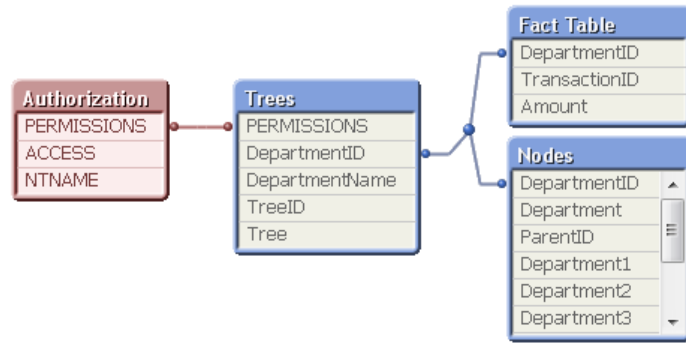 Authorization
PERMISSIONS
ACCESS
NTNAME
Trees
PERMISSIONS
DepartmentID
DepartmentName
TreeID
Tree
Fact Table
DepartmentID
TransactionID
Amount
Nodes
DepartmentID
Department
ParentID
Department1
Department2
Department3